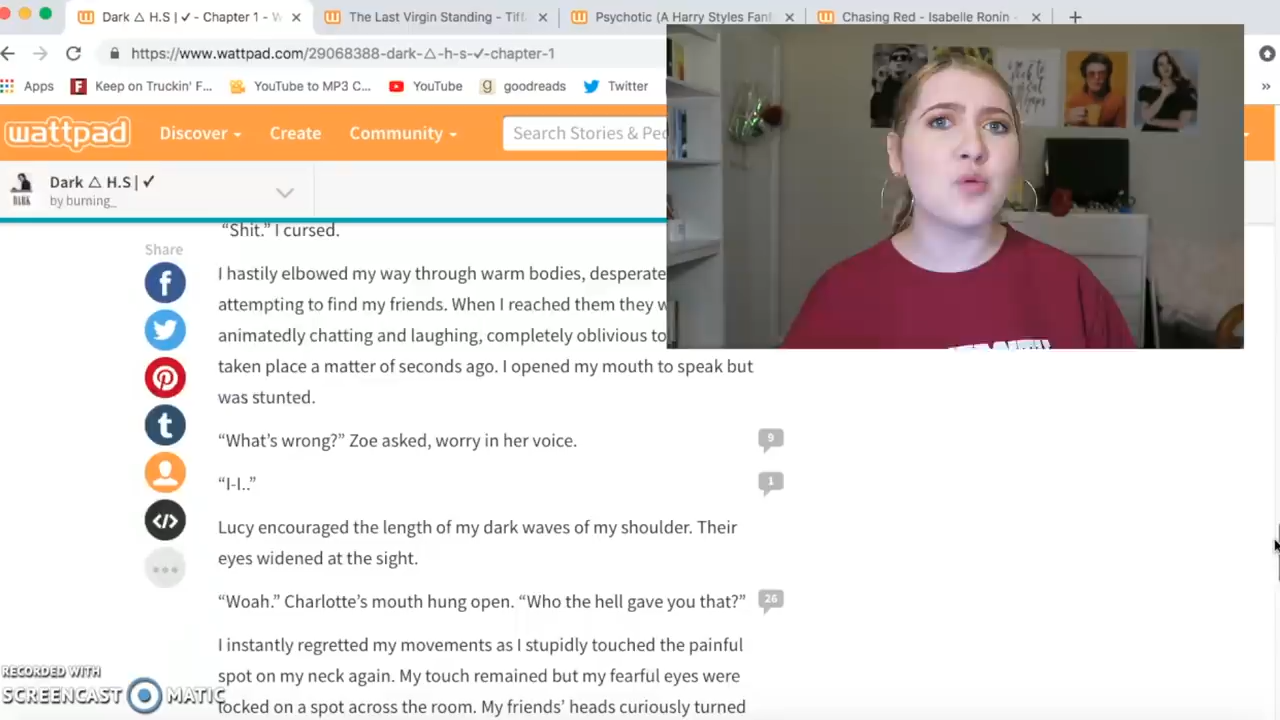 Dark △ H.S | ✓ - Chapter 1 - W
The Last Virgin Standing - Tiff
Psychotic (A Harry Styles Fanf
Chasing Red - Isabelle Ronin -
https://www.wattpad.com/29068388-dark-△-h-s-✓-chapter-1
Apps
Keep on Truckin' F...
YouTube to MP3 C...
YouTube
goodreads
Twitter
wattpad
Discover
Create
Community
Search Stories & Pe
Dark △ H.S | ✓
by burning_
DARK
Share
“Shit.” I cursed.
I hastily elbowed my way through warm bodies, desperate
attempting to find my friends. When I reached them they w
animatedly chatting and laughing, completely oblivious to
taken place a matter of seconds ago. I opened my mouth to speak but
was stunted.
“What’s wrong?” Zoe asked, worry in her voice.
9
“I-I..”
1
Lucy encouraged the length of my dark waves of my shoulder. Their
eyes widened at the sight.
“Woah.” Charlotte’s mouth hung open. “Who the hell gave you that?”
26
I instantly regretted my movements as I stupidly touched the painful
spot on my neck again. My touch remained but my fearful eyes were
locked on a spot across the room. My friends’ heads curiously turned
RECORDED WITH
SCREENCAST MATIC